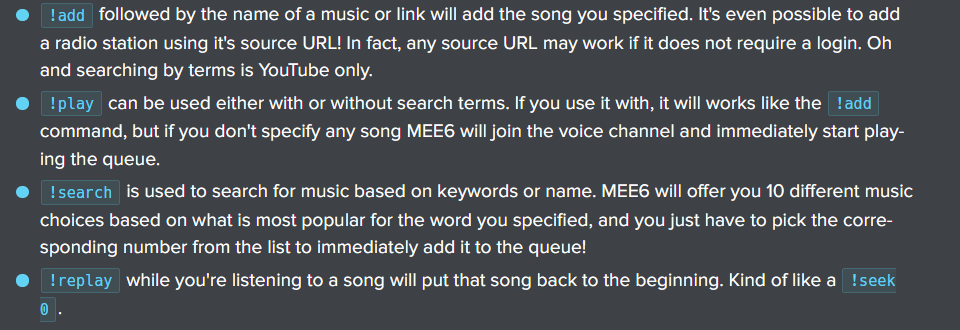 !add followed by the name of a music or link will add the song you specified. It's even possible to add
a radio station using it's source URL! In fact, any source URL may work if it does not require a login. Oh
and searching by terms is YouTube only.
!play can be used either with or without search terms. If you use it with, it will works like the !add
command, but if you don't specify any song MEE6 will join the voice channel and immediately start play-
ing the queue.
!search is used to search for music based on keywords or name. MEE6 will offer you 10 different music
choices based on what is most popular for the word you specified, and you just have to pick the corre-
sponding number from the list to immediately add it to the queue!
!replay while you're listening to a song will put that song back to the beginning. Kind of like a !seek
0 .